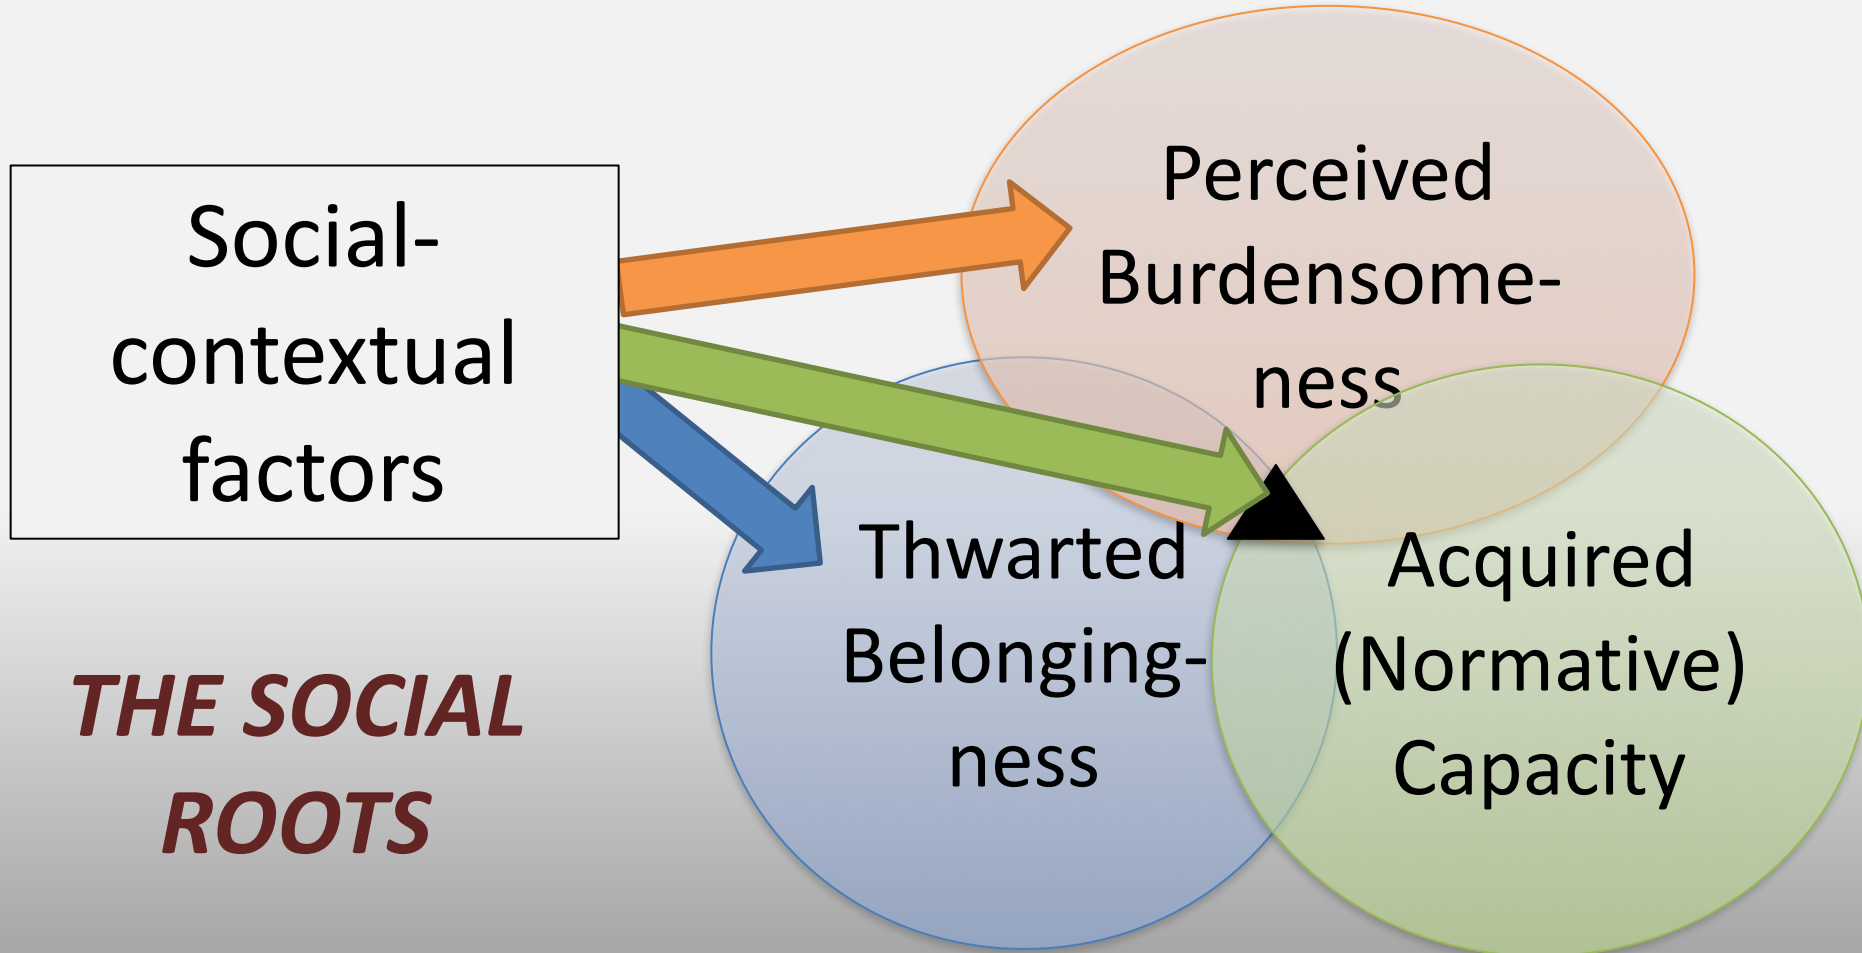 Social-
contextual
factors
THE SOCIAL
ROOTS
Perceived
Burdensome-
ness
Thwarted
Belonging-
ness
Acquired
(Normative)
Capacity